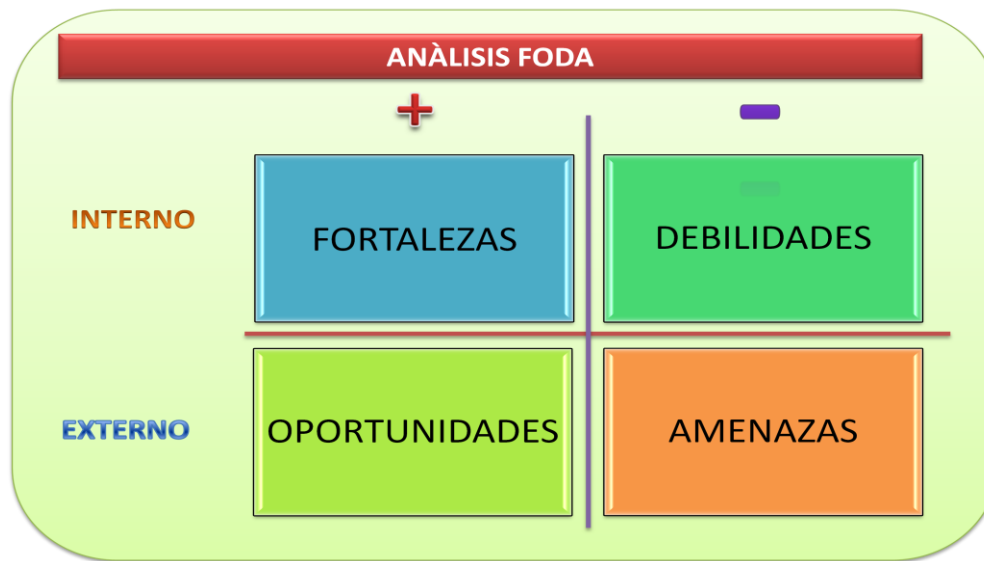 ANÀLISIS FODA
+ -
INTERNO
FORTALEZAS
DEBILIDADES
EXTERNO
OPORTUNIDADES
AMENAZAS